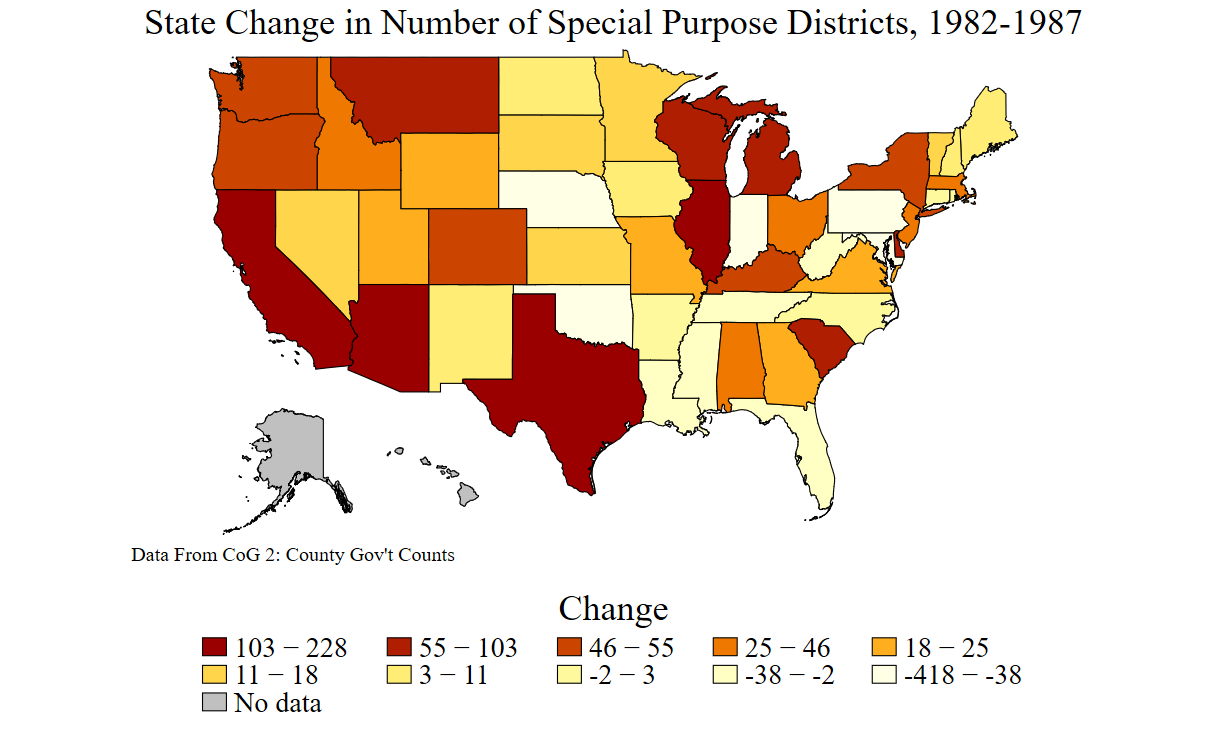 State Change in Number of Special Purpose Districts, 1982-1987
Data From CoG 2: County Gov't Counts
Change
103 − 228 55 − 103 46 − 55 25 − 46 18 − 25
11 − 18 3 − 11 -2 − 3 -38 − -2 -418 − -38
No data